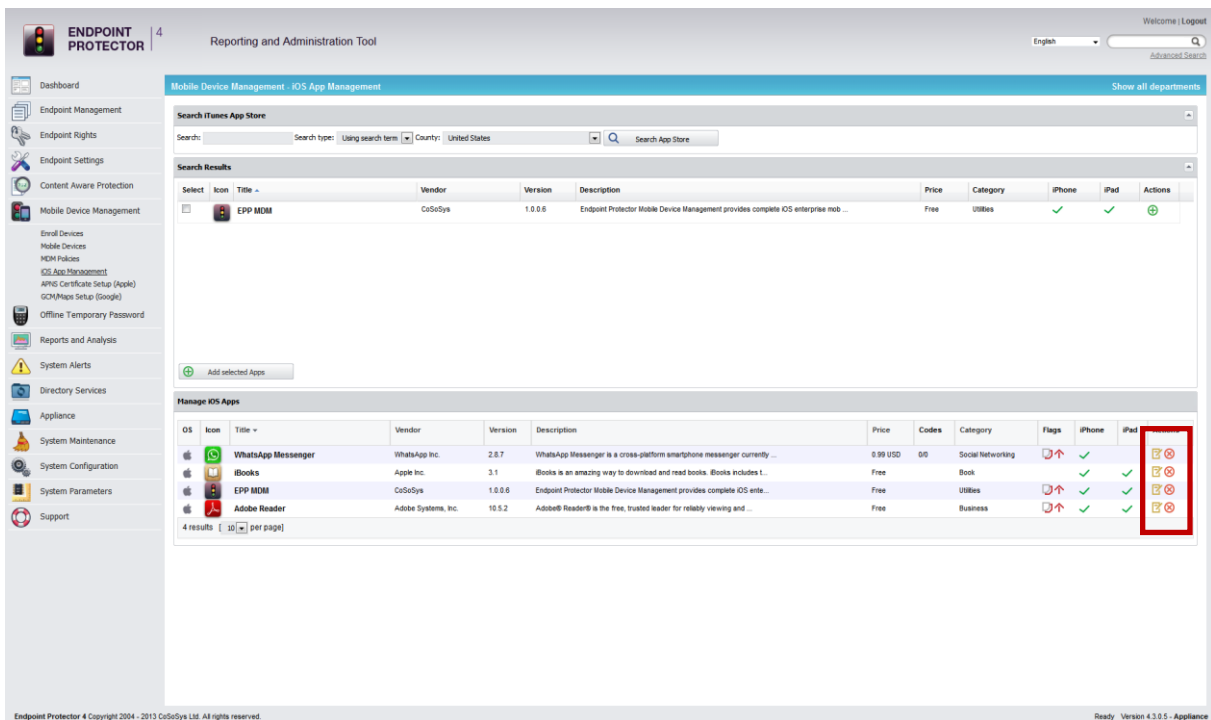 Welcome | Logout
ENDPOINT PROTECTOR | 4
Reporting and Administration Tool
English
Advanced Search
Dashboard
Endpoint Management
Endpoint Rights
Endpoint Settings
Content Aware Protection
Mobile Device Management
Enroll Devices
Mobile Devices
MDM Policies
iOS App Management
APNS Certificate Setup (Apple)
GCM/Maps Setup (Google)
Offline Temporary Password
Reports and Analysis
System Alerts
Directory Services
Appliance
System Maintenance
System Configuration
System Parameters
Support
Mobile Device Management - iOS App Management Show all departments
Search iTunes App Store
Search: Search type: Using search term County: United States Search App Store
Search Results
Select Icon Title Vendor Version Description Price Category iPhone iPad Actions
EPP MDM CoSoSys 1.0.0.6 Endpoint Protector Mobile Device Management provides complete iOS enterprise mob ... Free Utilities
Add selected Apps
Manage iOS Apps
OS Icon Title Vendor Version Description Price Codes Category Flags iPhone iPad Actions
WhatsApp Messenger WhatsApp Inc. 2.8.7 WhatsApp Messenger is a cross-platform smartphone messenger currently ... 0.99 USD 0/0 Social Networking
iBooks Apple Inc. 3.1 iBooks is an amazing way to download and read books. iBooks includes t... Free Book
EPP MDM CoSoSys 1.0.0.6 Endpoint Protector Mobile Device Management provides complete iOS ente... Free Utilities
Adobe Reader Adobe Systems, Inc. 10.5.2 Adobe® Reader® is the free, trusted leader for reliably viewing and ... Free Business
4 results [ 10 per page]
Endpoint Protector 4 Copyright 2004 - 2013 CoSoSys Ltd. All rights reserved. Ready Version 4.3.0.5 - Appliance